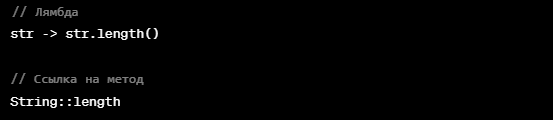 // Лямбда
str -> str.length()
// Ссылка на метод
String::length